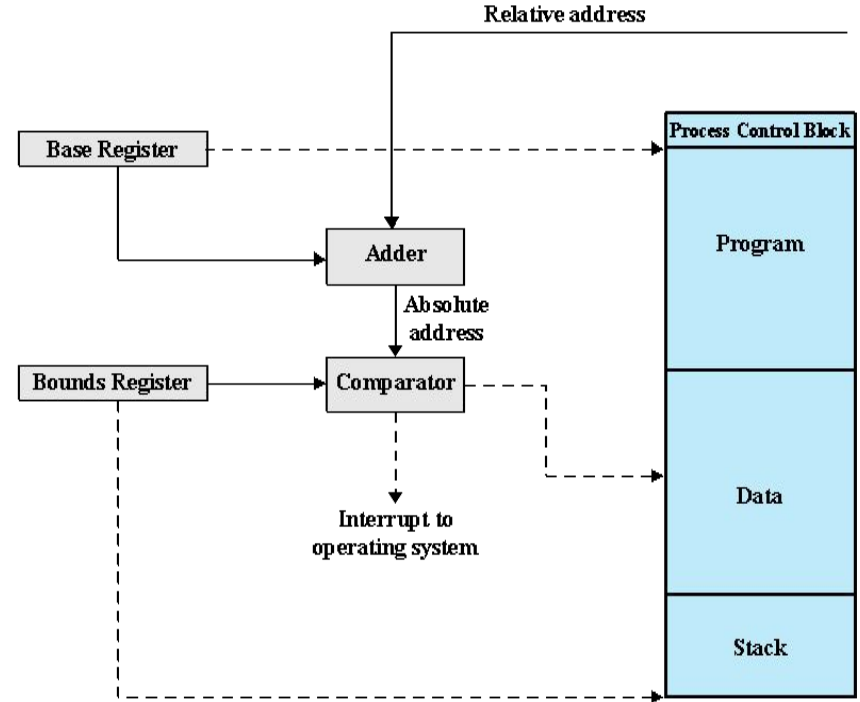 Relative address
Process Control Block
Base Register
Program
Adder
Absolute
address
Bounds Register
Comparator
Data
Interrupt to
operating system
Stack